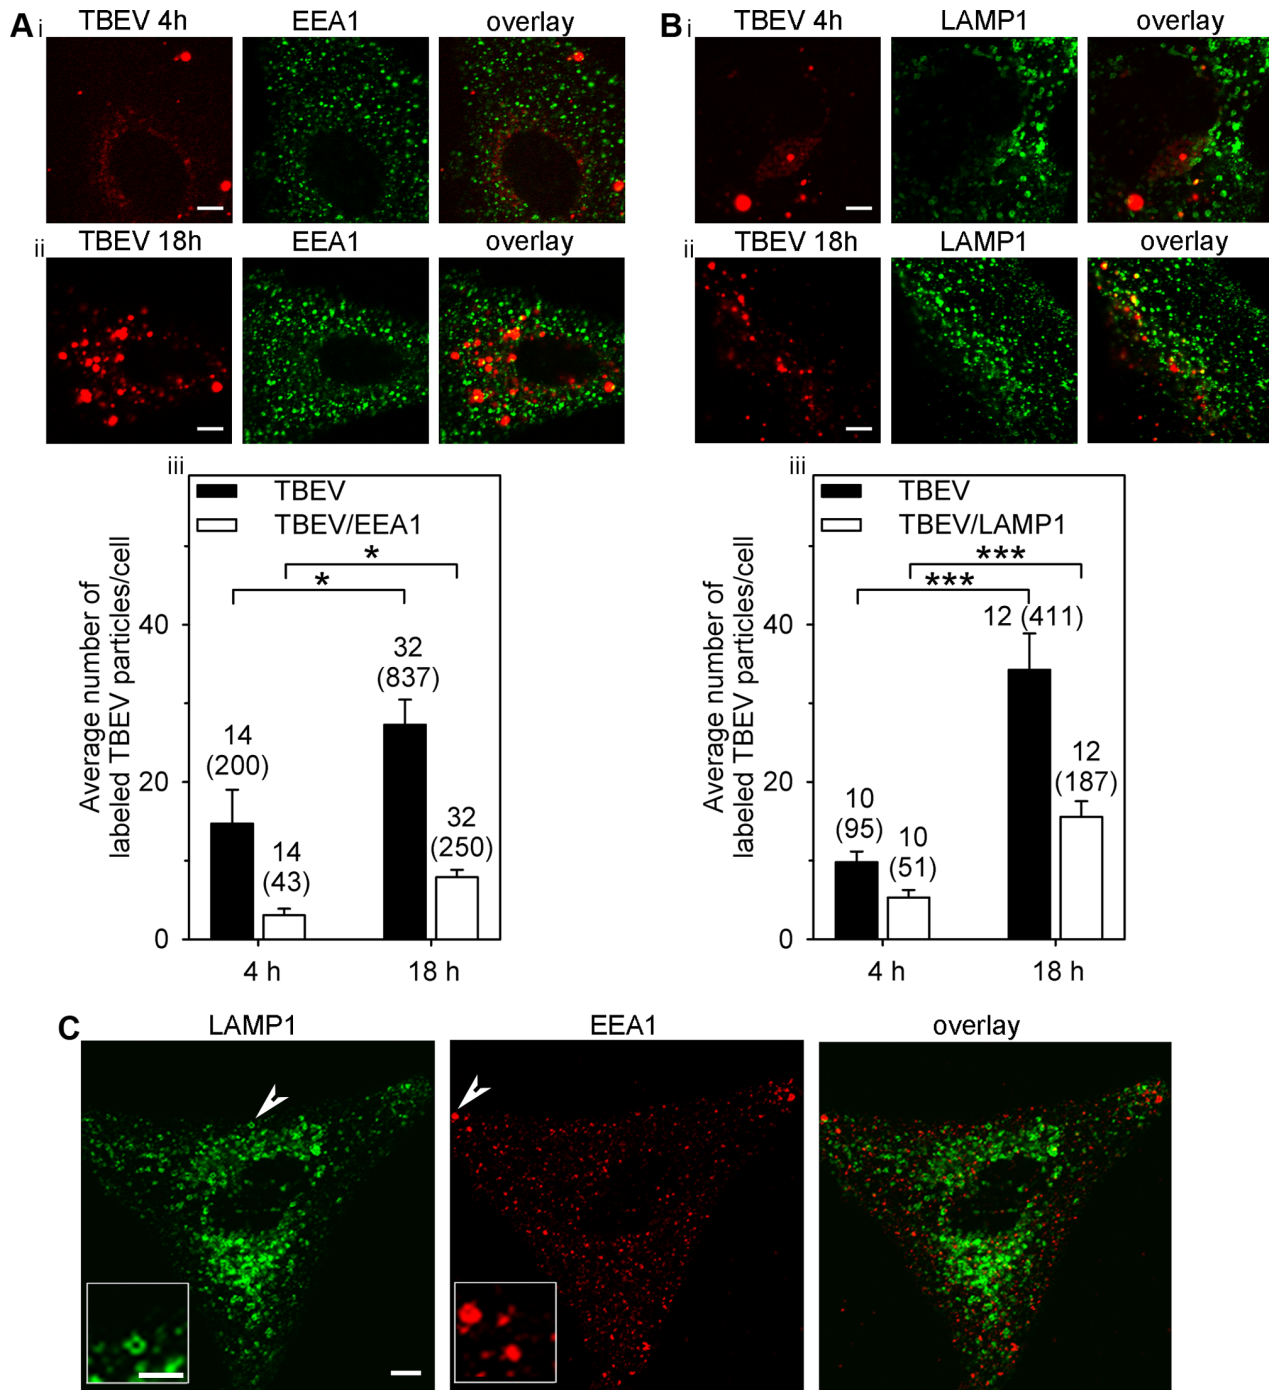 A i TBEV 4h EEA1 overlay
ii TBEV 18h EEA1 overlay
iii
TBEV
TBEV/EEA1
*
*
Average number of
labeled TBEV particles/cell
40
20
0
14
(200)
14
(43)
32
(837)
32
(250)
4 h 18 h
B i TBEV 4h LAMP1 overlay
ii TBEV 18h LAMP1 overlay
iii
TBEV
TBEV/LAMP1
***
***
Average number of
labeled TBEV particles/cell
40
20
0
10
(95)
10
(51)
12 (411)
12
(187)
4 h 18 h
C LAMP1 EEA1 overlay